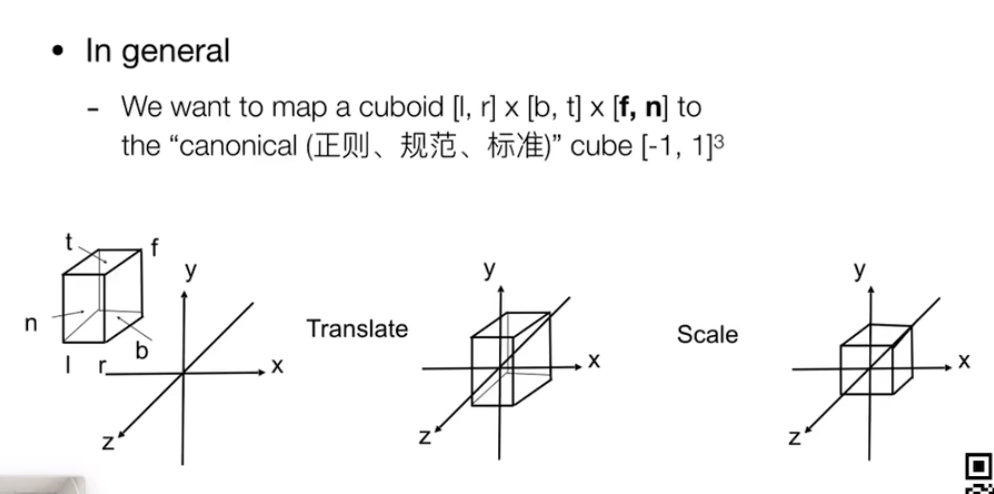 • In general
- We want to map a cuboid [l, r] x [b, t] x [f, n] to
the “canonical (正则、规范、标准)” cube [-1, 1]³
t
f
n
l
r
b
y
x
z
Translate
y
x
z
Scale
y
x
z